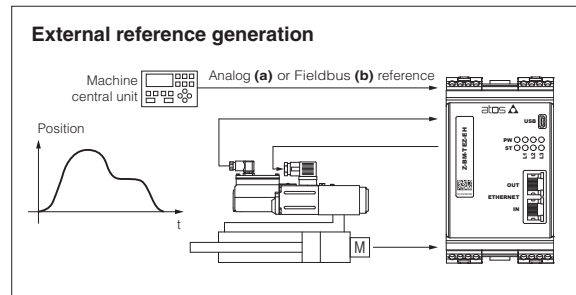 External reference generation
Machine
central unit
Analog (a) or Fieldbus (b) reference
Position
t
M
atos
USB
Z-BM-TEZ-EH
PW
ST
L1
L2
L3
OUT
ETHERNET
IN